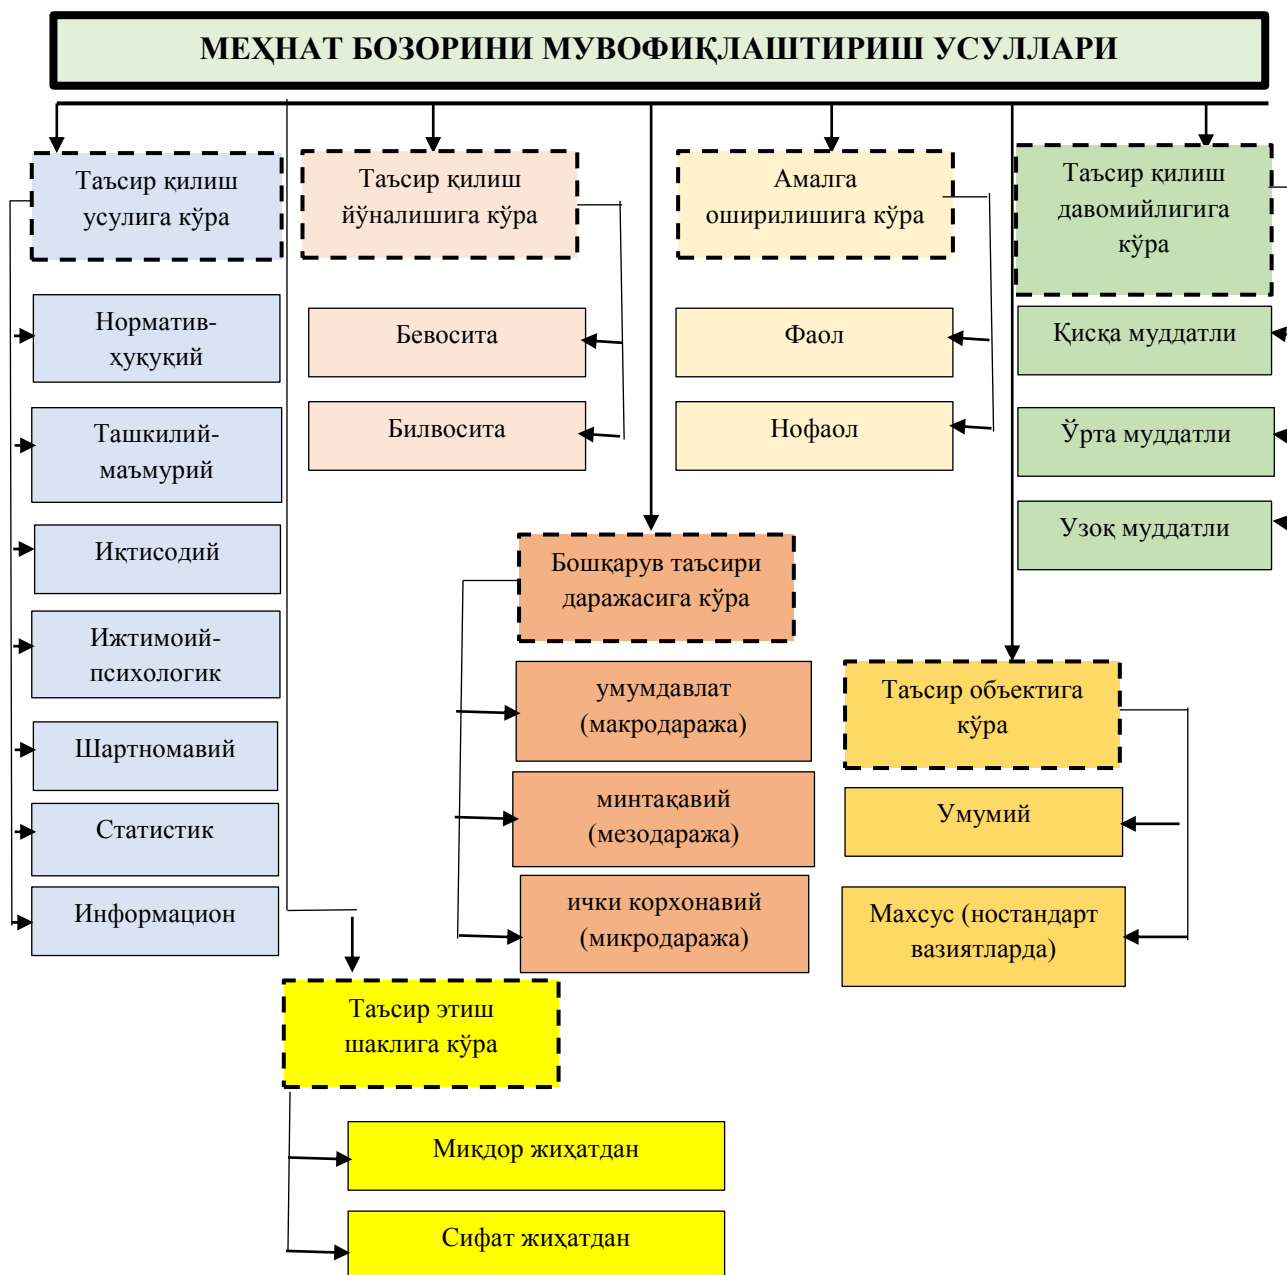 МЕҲНАТ БОЗОРИНИ МУВОФИҚЛАШТИРИШ УСУЛЛАРИ
Таъсир қилиш
усулига кўра
Норматив-
ҳуқуқий
Ташкилий-
маъмурий
Иқтисодий
Ижтимоий-
психологик
Шартномавий
Статистик
Информацион
Таъсир қилиш
йўналишига кўра
Бевосита
Билвосита
Амалга
оширилишига кўра
Фаол
Нофаол
Таъсир қилиш
давомийлигига
кўра
Қисқа муддатли
Ўрта муддатли
Узоқ муддатли
Бошқарув таъсири
даражасига кўра
умумдавлат
(макродаража)
минтақавий
(мезодаража)
ички корхонавий
(микродаража)
Таъсир объектига
кўра
Умумий
Махсус (ностандарт
вазиятларда)
Таъсир этиш
шаклига кўра
Миқдор жиҳатдан
Сифат жиҳатдан